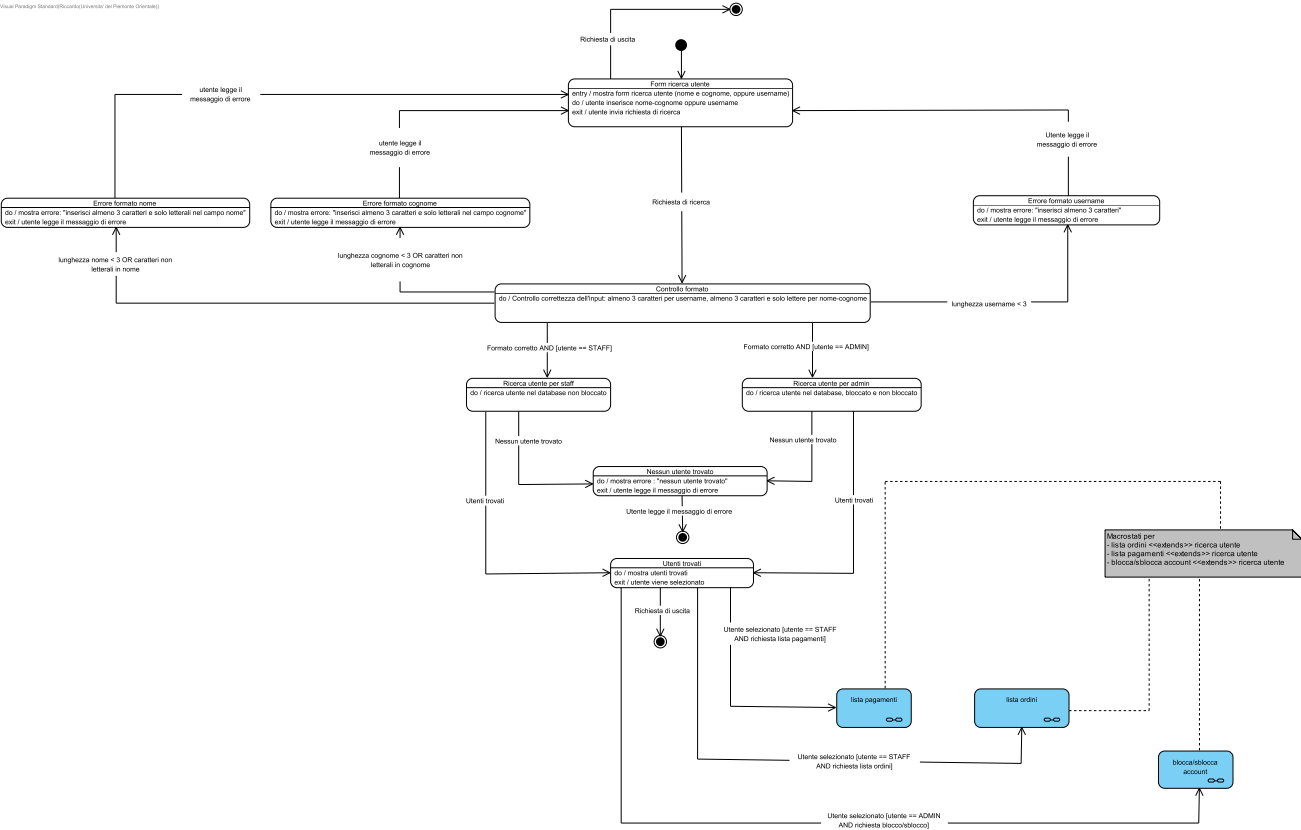 Visual Paradigm Standard(Riccardo(Universita' del Piemonte Orientale))
Richiesta di uscita
Form ricerca utente
entry / mostra form ricerca utente (nome e cognome, oppure username)
do / utente inserisce nome-cognome oppure username
exit / utente invia richiesta di ricerca
utente legge il
messaggio di errore
utente legge il
messaggio di errore
Utente legge il
messaggio di errore
Errore formato nome
do / mostra errore: "inserisci almeno 3 caratteri e solo letterali nel campo nome"
exit / utente legge il messaggio di errore
Errore formato cognome
do / mostra errore: "inserisci almeno 3 caratteri e solo letterali nel campo cognome"
exit / utente legge il messaggio di errore
Richiesta di ricerca
Errore formato username
do / mostra errore: "inserisci almeno 3 caratteri"
exit / utente legge il messaggio di errore
lunghezza nome < 3 OR caratteri non
letterali in nome
lunghezza cognome < 3 OR caratteri non
letterali in cognome
Controllo formato
do / Controllo correttezza dell'input: almeno 3 caratteri per username, almeno 3 caratteri e solo lettere per nome-cognome
lunghezza username < 3
Formato corretto AND [utente == STAFF]
Formato corretto AND [utente == ADMIN]
Ricerca utente per staff
do / ricerca utente nel database non bloccato
Ricerca utente per admin
do / ricerca utente nel database, bloccato e non bloccato
Nessun utente trovato
Nessun utente trovato
Nessun utente trovato
do / mostra errore : "nessun utente trovato"
exit / utente legge il messaggio di errore
Utenti trovati
Utenti trovati
Utente legge il messaggio di errore
Macrostati per
- lista ordini <<extends>> ricerca utente
- lista pagamenti <<extends>> ricerca utente
- blocca/sblocca account <<extends>> ricerca utente
Utenti trovati
do / mostra utenti trovati
exit / utente viene selezionato
Richiesta di uscita
Utente selezionato [utente == STAFF
AND richiesta lista pagamenti]
lista pagamenti
lista ordini
Utente selezionato [utente == STAFF
AND richiesta lista ordini]
blocca/sblocca
account
Utente selezionato [utente == ADMIN
AND richiesta blocco/sblocco]